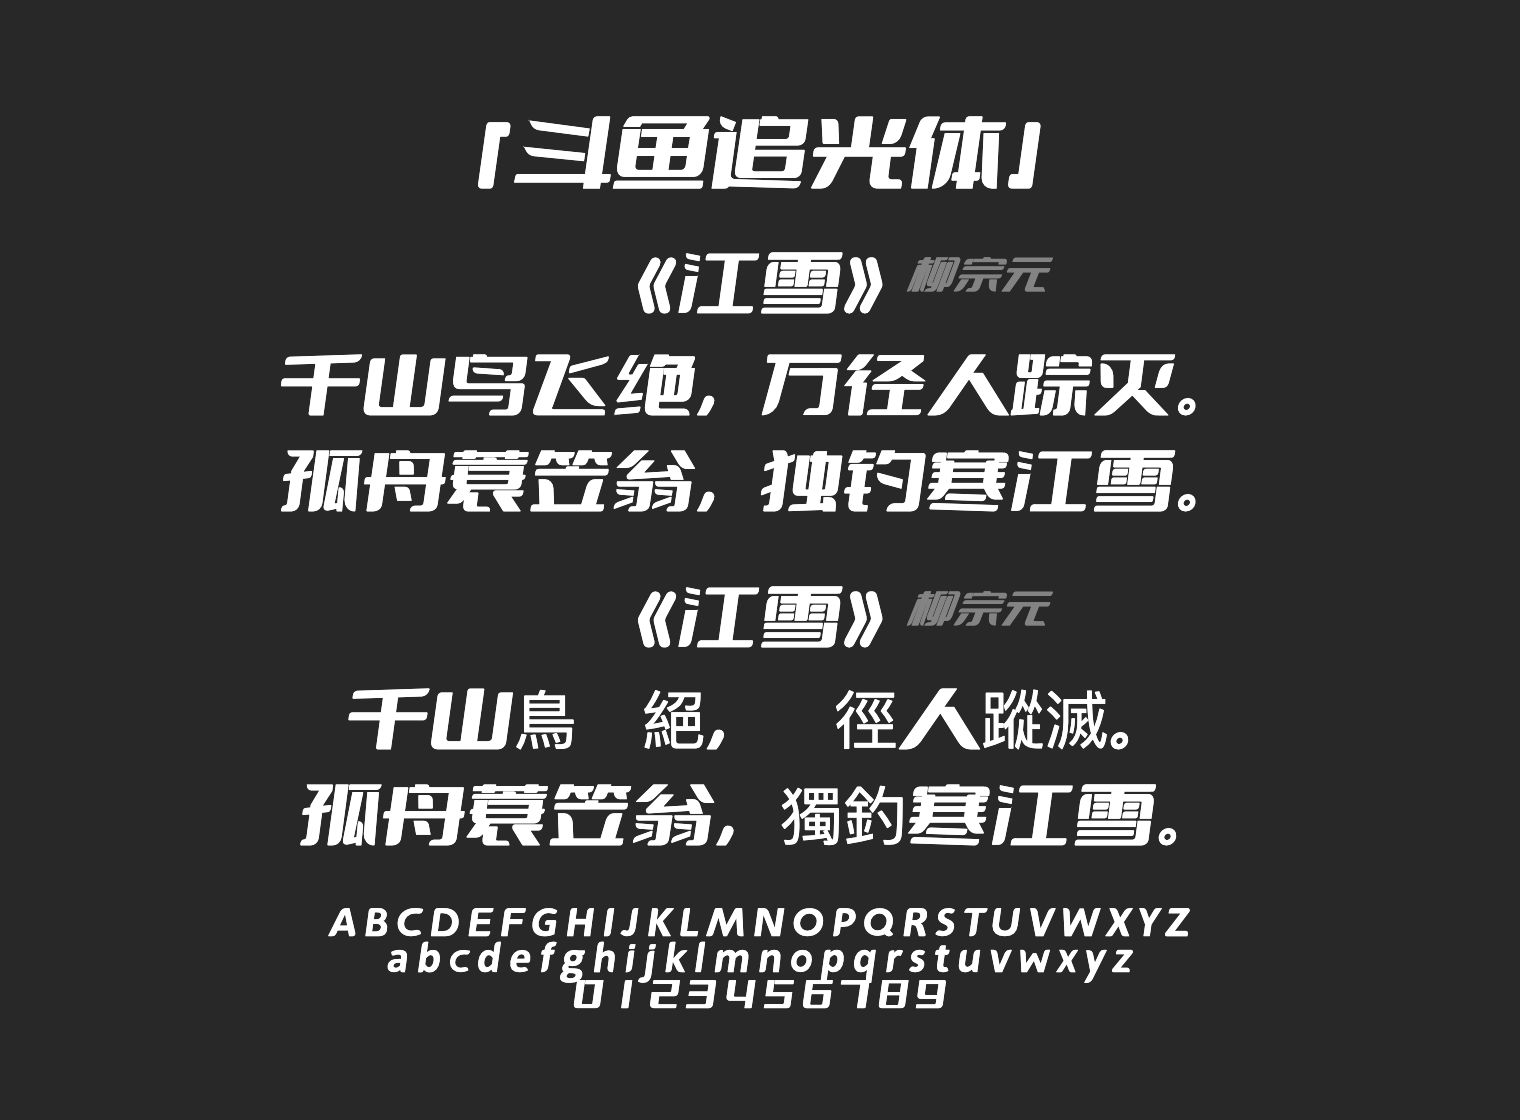 「斗鱼追光体」
《江雪》 柳宗元
千山鸟飞绝，万径人踪灭。
孤舟蓑笠翁，独钓寒江雪。
《江雪》 柳宗元
千山鳥 絕， 徑人蹤滅。
孤舟蓑笠翁，獨釣寒江雪。
ABCDEFGHIJKLMNOPQRSTUVWXYZ
abcdefghijklmnopqrstuvwxyz
0123456789